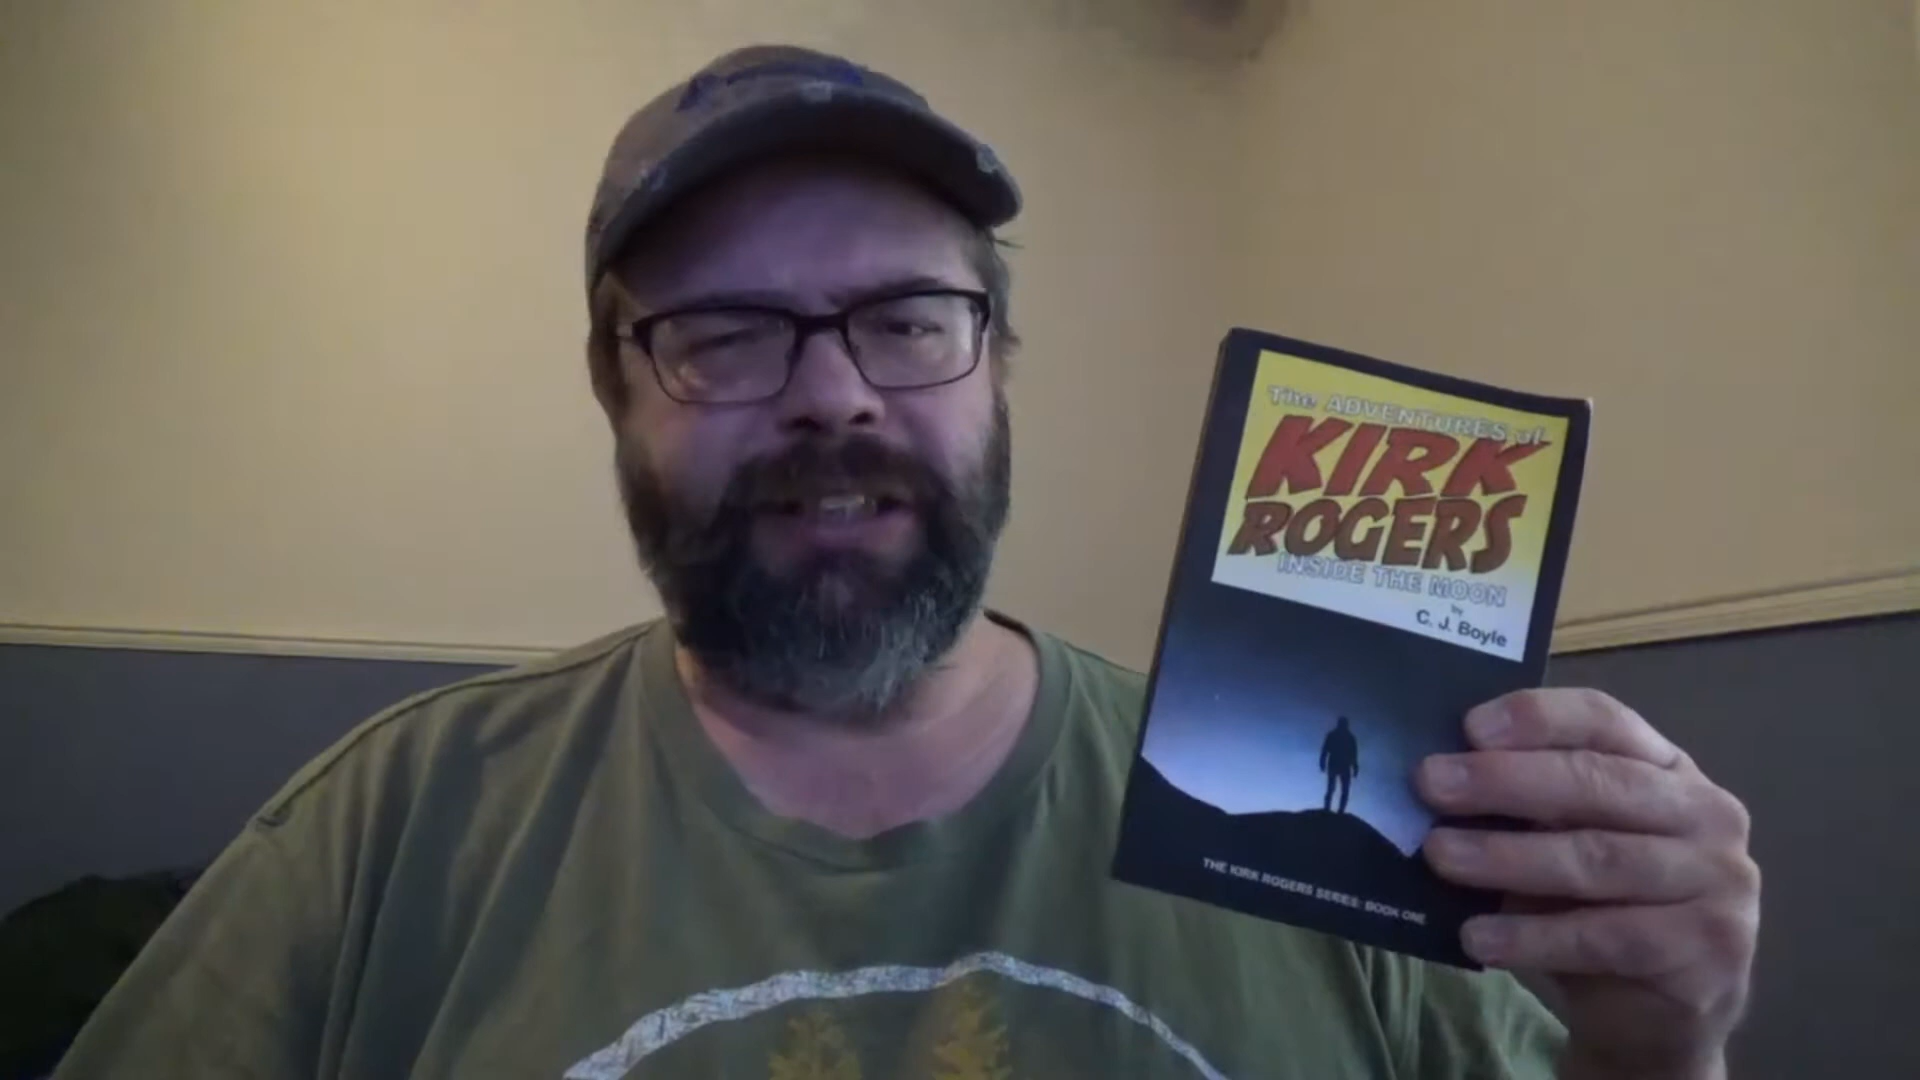 The ADVENTURES of
KIRK
ROGERS
INSIDE THE MOON
by
C. J. Boyle
THE KIRK ROGERS SERIES: BOOK ONE